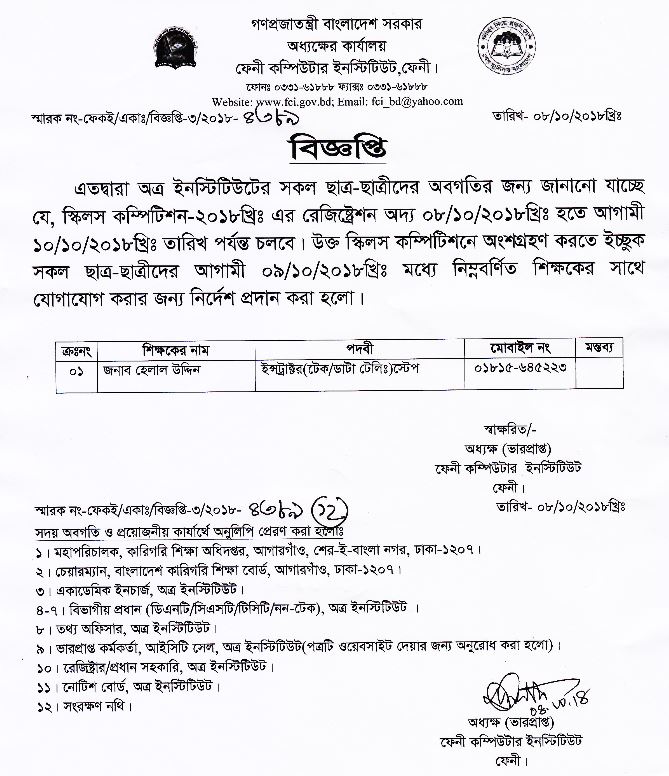 গণপ্রজাতন্ত্রী বাংলাদেশ সরকার
অধ্যক্ষের কার্যালয়
ফেনী কম্পিউটার ইনস্টিটিউট,ফেনী।
ফোনঃ ০৩৩১-৬১৮৮৮ ফ্যাক্সঃ ০৩৩১-৬১৮৮৮
Website: www.fci.gov.bd; Email: fci_bd@yahoo.com
স্মারক নং-ফেকই/একাঃ/বিজ্ঞপ্তি-৩/২০১৮- ৪৩৮৯ তারিখ- ০৮/১০/২০১৮খ্রিঃ
বিজ্ঞপ্তি
এতদ্বারা অত্র ইনস্টিটিউটের সকল ছাত্র-ছাত্রীদের অবগতির জন্য জানানো যাচ্ছে
যে, স্কিলস কম্পিটিশন-২০১৮খ্রিঃ এর রেজিষ্ট্রেশন অদ্য ০৮/১০/২০১৮খ্রিঃ হতে আগামী
১০/১০/২০১৮খ্রিঃ তারিখ পর্যন্ত চলবে। উক্ত স্কিলস কম্পিটিশনে অংশগ্রহণ করতে ইচ্ছুক
সকল ছাত্র-ছাত্রীদের আগামী ০৯/১০/২০১৮খ্রিঃ মধ্যে নিম্নবর্ণিত শিক্ষকের সাথে
যোগাযোগ করার জন্য নির্দেশ প্রদান করা হলো।
ক্রঃনং শিক্ষকের নাম পদবী মোবাইল নং মন্তব্য
০১ জনাব হেলাল উদ্দিন ইন্সট্রাক্টর(টেক/ডাটা টেলিঃ)স্টেপ ০১৮১৫-৬৪৫২২৩
স্বাক্ষরিত/-
অধ্যক্ষ (ভারপ্রাপ্ত)
ফেনী কম্পিউটার ইনস্টিটিউট
ফেনী।
স্মারক নং-ফেকই/একাঃ/বিজ্ঞপ্তি-৩/২০১৮- ৪৩৮৯ (১২) তারিখ- ০৮/১০/২০১৮খ্রিঃ
সদয় অবগতি ও প্রয়োজনীয় কার্যার্থে অনুলিপি প্রেরণ করা হলোঃ
১। মহাপরিচালক, কারিগরি শিক্ষা অধিদপ্তর, আগারগাঁও, শের-ই-বাংলা নগর, ঢাকা-১২০৭।
২। চেয়ারম্যান, বাংলাদেশ কারিগরি শিক্ষা বোর্ড, আগারগাঁও, ঢাকা-১২০৭।
৩। একাডেমিক ইনচার্জ, অত্র ইনস্টিটিউট।
৪-৭। বিভাগীয় প্রধান (ডিএনটি/সিএসটি/টিসিটি/নন-টেক), অত্র ইনস্টিটিউট ।
৮। তথ্য অফিসার, অত্র ইনস্টিটিউট।
৯। ভারপ্রাপ্ত কর্মকর্তা, আইসিটি সেল, অত্র ইনস্টিটিউট(পত্রটি ওয়েবসাইট দেয়ার জন্য অনুরোধ করা হলো)।
১০। রেজিষ্ট্রার/প্রধান সহকারি, অত্র ইনস্টিটিউট।
১১। নোটিশ বোর্ড, অত্র ইনস্টিটিউট।
১২। সংরক্ষণ নথি।
08.10.18
অধ্যক্ষ (ভারপ্রাপ্ত)
ফেনী কম্পিউটার ইনস্টিটিউট
ফেনী।